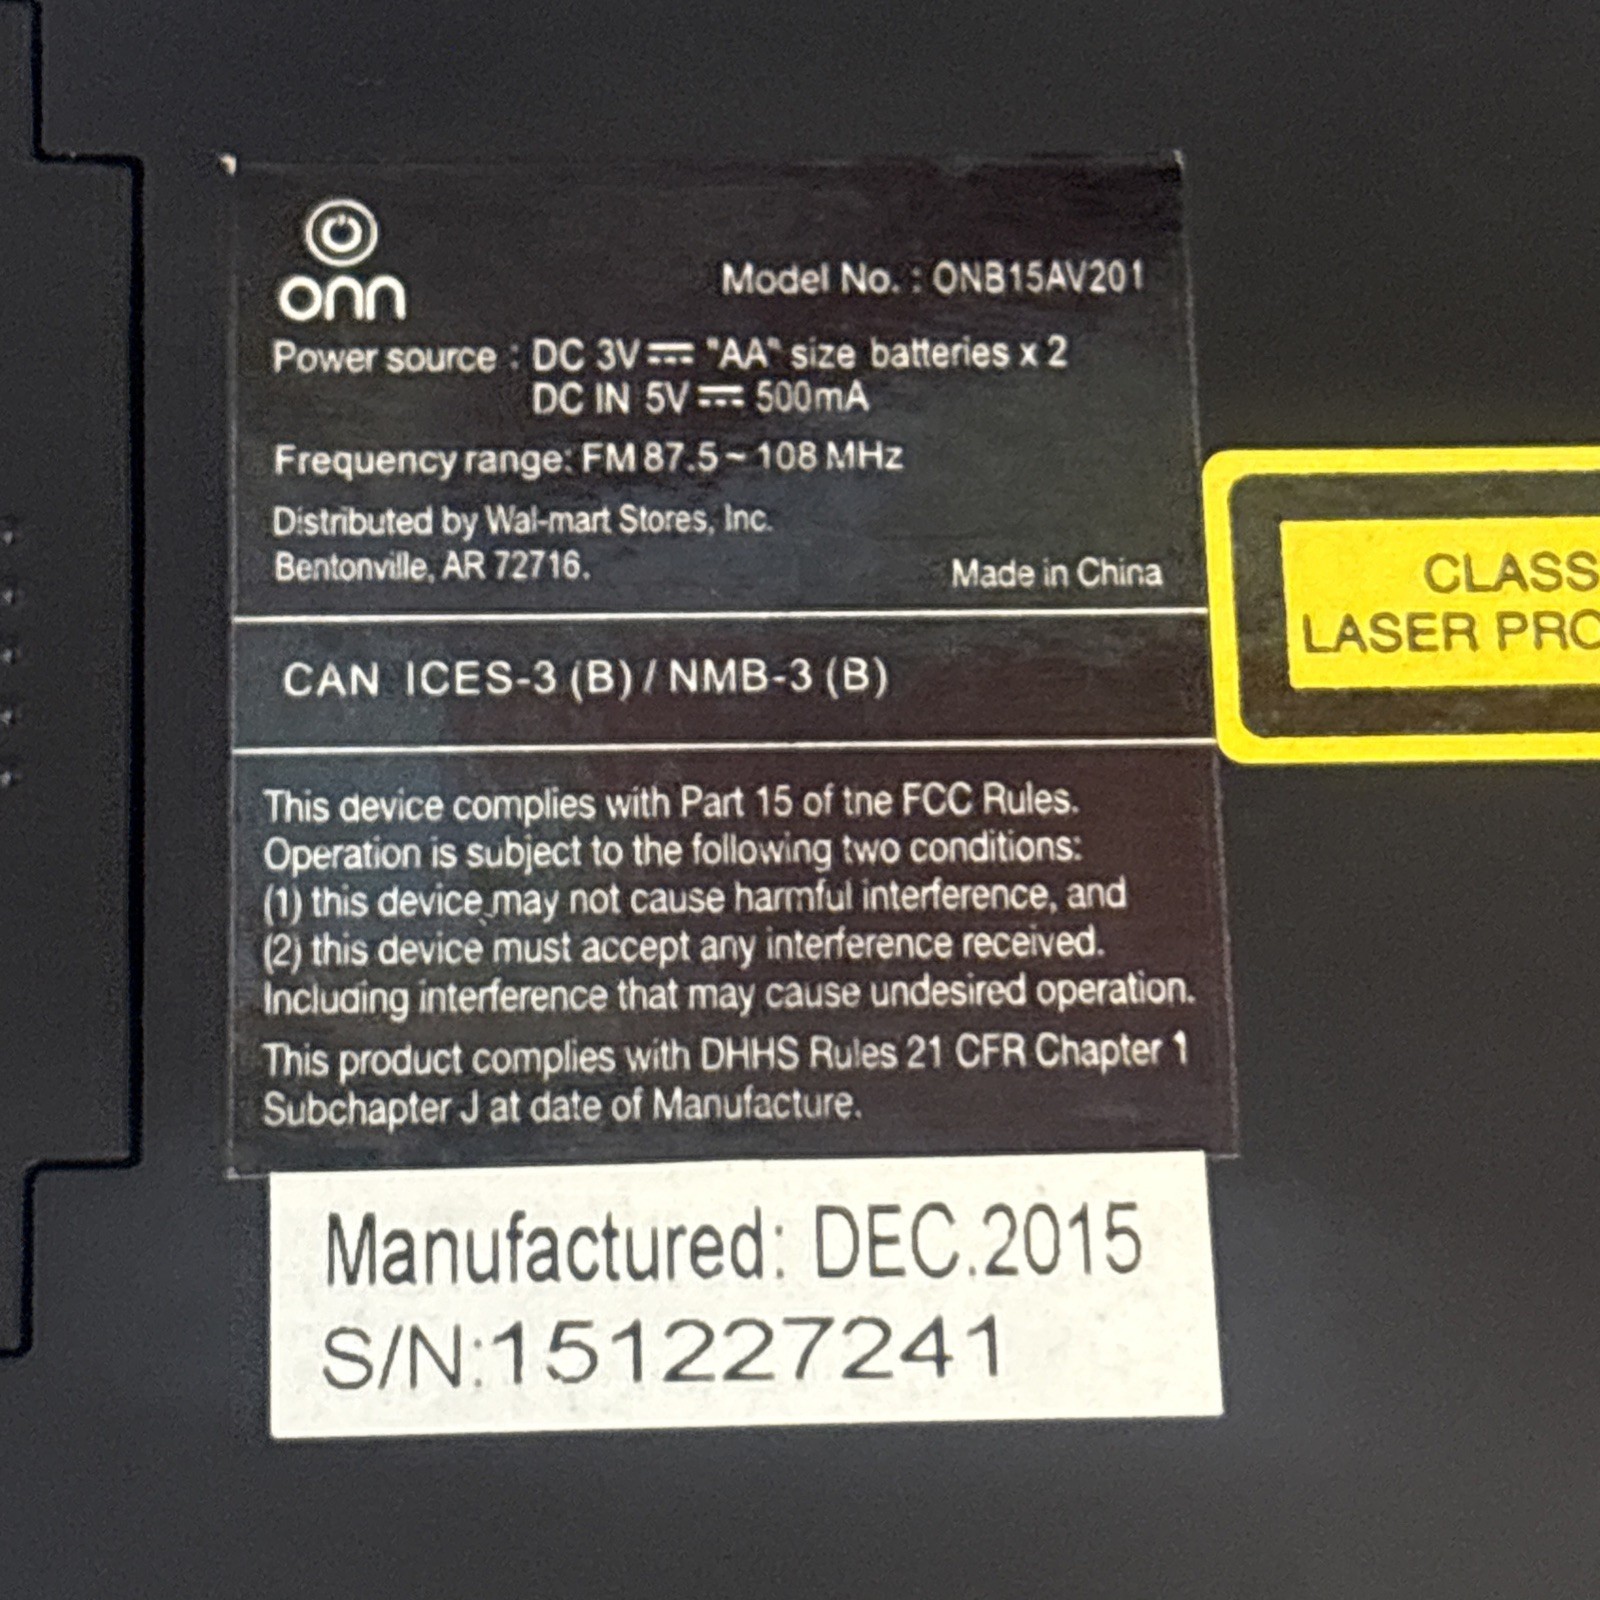 onn
Model No. : ONB15AV201
Power source : DC 3V⎓ "AA" size batteries x 2
DC IN 5V⎓ 500mA
Frequency range: FM 87.5 ~ 108 MHz
Distributed by Wal-mart Stores, Inc.
Bentonville, AR 72716.
Made in China
CAN ICES-3 (B) / NMB-3 (B)
This device complies with Part 15 of the FCC Rules.
Operation is subject to the following two conditions:
(1) this device may not cause harmful interference, and
(2) this device must accept any interference received.
Including interference that may cause undesired operation.
This product complies with DHHS Rules 21 CFR Chapter 1
Subchapter J at date of Manufacture.
Manufactured: DEC.2015
S/N:151227241
CLASS
LASER PRO